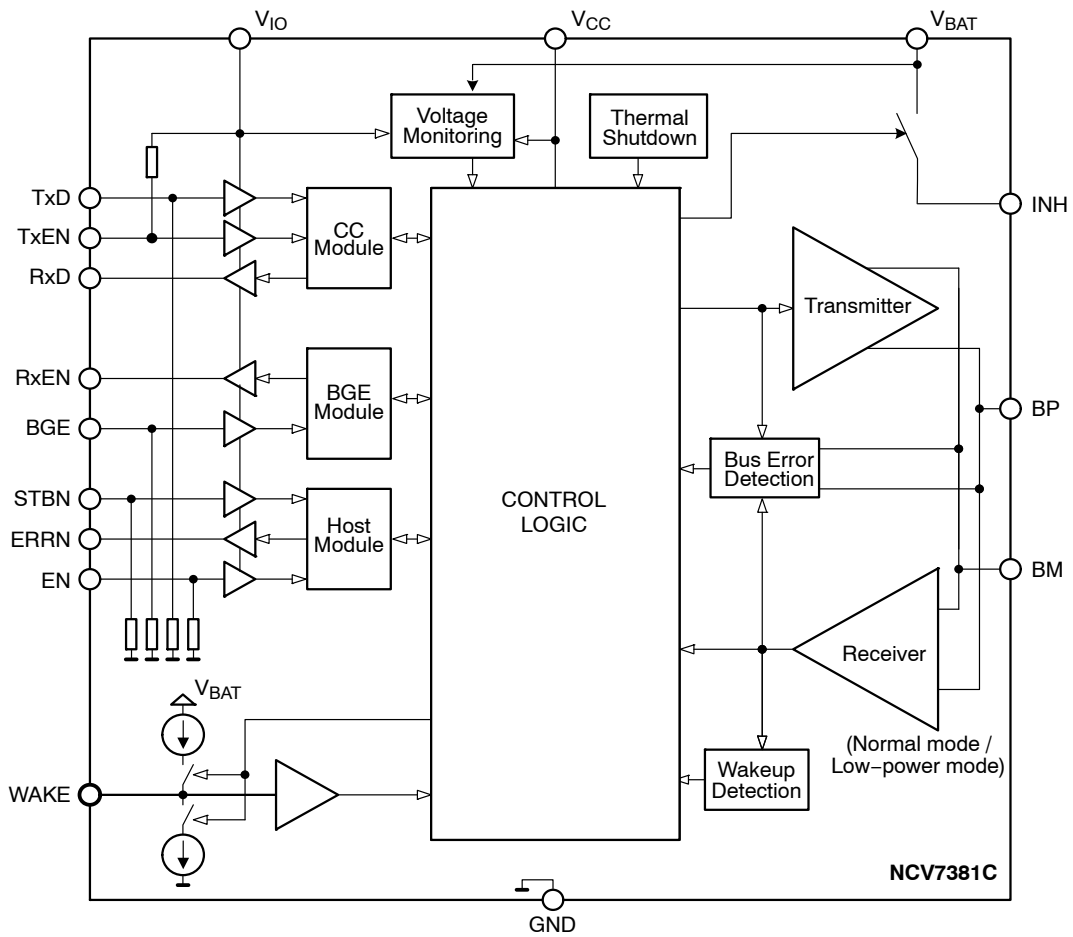 VIO
VCC
VBAT
Voltage
Monitoring
Thermal
Shutdown
TxD
TxEN
RxD
CC
Module
INH
Transmitter
RxEN
BGE
BGE
Module
BP
STBN
ERRN
EN
Host
Module
CONTROL
LOGIC
Bus Error
Detection
BM
Receiver
(Normal mode /
Low−power mode)
VBAT
WAKE
Wakeup
Detection
NCV7381C
GND